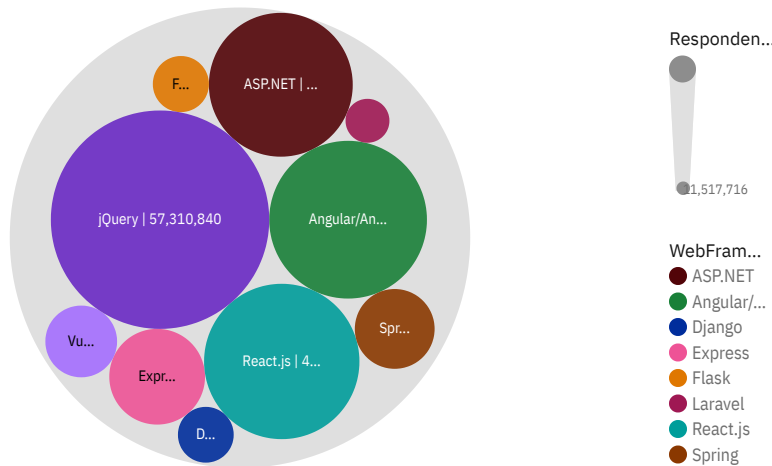 F...
ASP.NET | ...
jQuery | 57,310,840
Angular/An...
Vu...
Expr...
React.js | 4...
Spr...
D...
Responden...
11,517,716
WebFram...
ASP.NET
Angular/...
Django
Express
Flask
Laravel
React.js
Spring